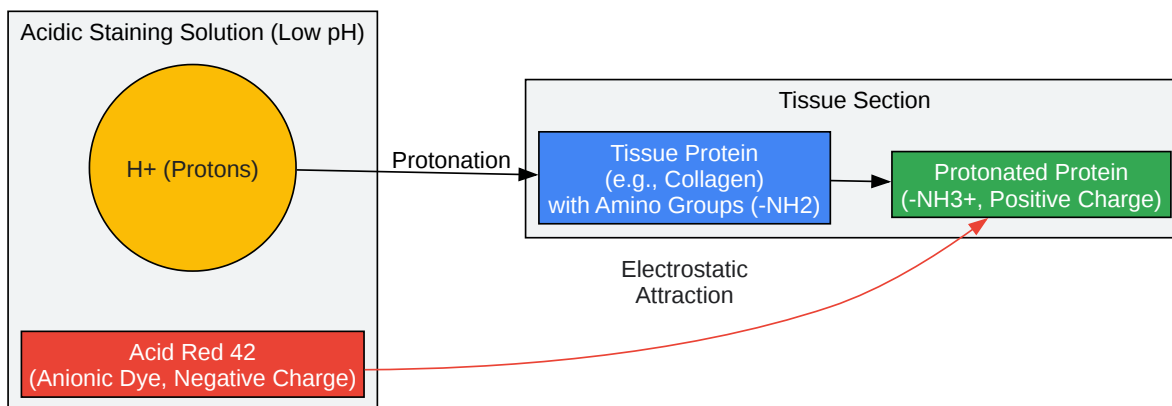 Acidic Staining Solution (Low pH)
H+ (Protons)
Acid Red 42
(Anionic Dye, Negative Charge)
Protonation
Tissue Section
Tissue Protein
(e.g., Collagen)
with Amino Groups (-NH2)
Protonated Protein
(-NH3+, Positive Charge)
Electrostatic
Attraction